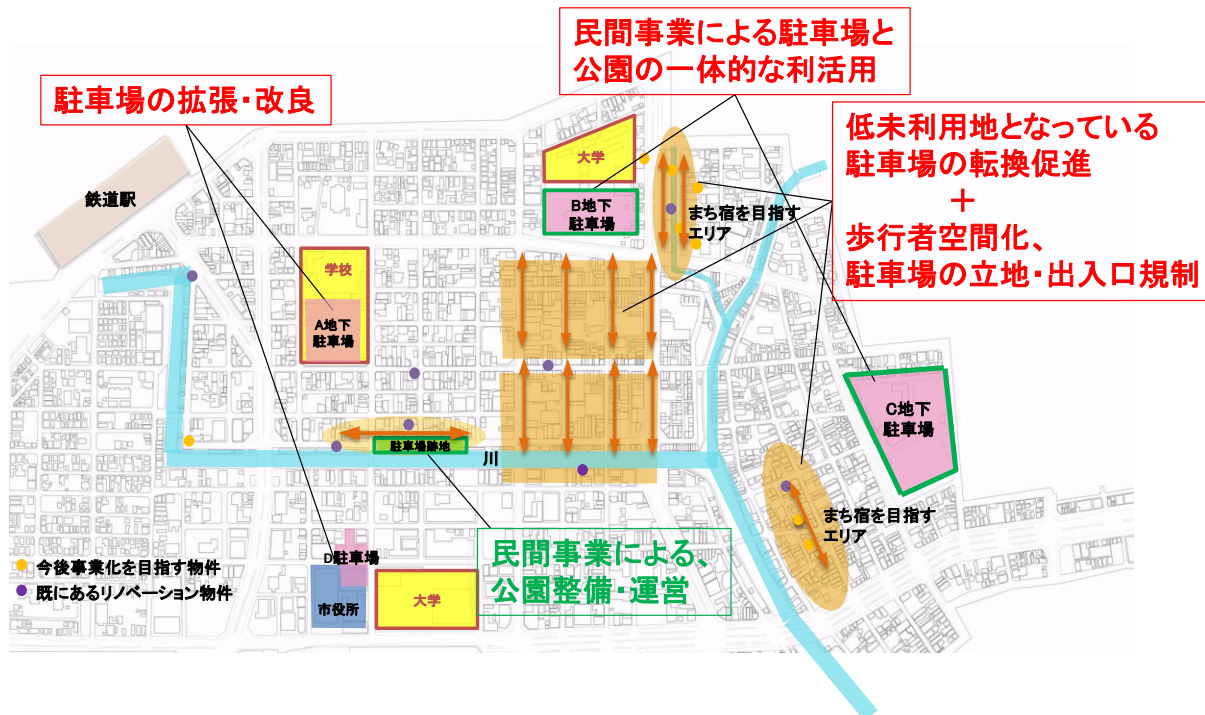 民間事業による駐車場と
公園の一体的な利活用
駐車場の拡張・改良
低未利用地となっている
駐車場の転換促進
＋
歩行者空間化、
駐車場の立地・出入口規制
大学
鉄道駅
B地下
駐車場
まち宿を目指す
エリア
学校
A地下
駐車場
C地下
駐車場
駐車場跡地
川
まち宿を目指す
エリア
民間事業による、
公園整備・運営
D駐車場
今後事業化を目指す物件
既にあるリノベーション物件
市役所
大学